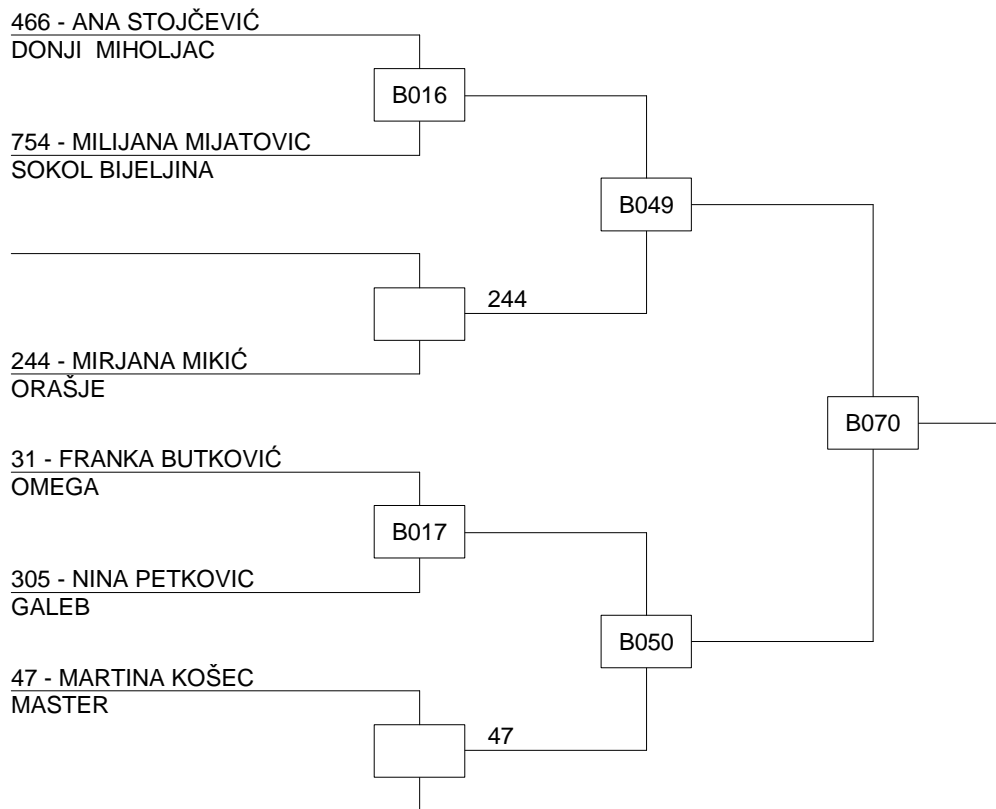 466 - ANA STOJČEVIĆ
DONJI MIHOLJAC
B016
754 - MILIJANA MIJATOVIC
SOKOL BIJELJINA
B049
244
244 - MIRJANA MIKIĆ
ORAŠJE
B070
31 - FRANKA BUTKOVIĆ
OMEGA
B017
305 - NINA PETKOVIC
GALEB
B050
47 - MARTINA KOŠEC
MASTER
47